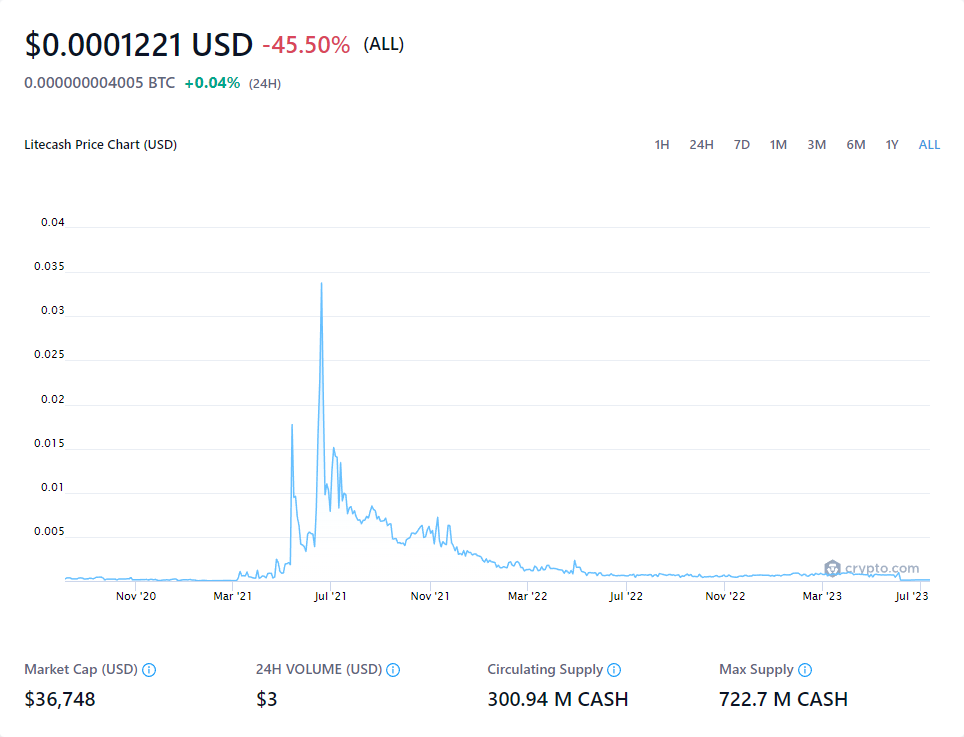 $0.0001221 USD -45.50% (ALL)
0.000000004005 BTC +0.04% (24H)
Litecash Price Chart (USD) 1H 24H 7D 1M 3M 6M 1Y ALL
0.04
0.035
0.03
0.025
0.02
0.015
0.01
0.005
crypto.com
Nov '20 Mar '21 Jul '21 Nov '21 Mar '22 Jul '22 Nov '22 Mar '23 Jul '23
Market Cap (USD) 24H VOLUME (USD) Circulating Supply Max Supply
$36,748 $3 300.94 M CASH 722.7 M CASH